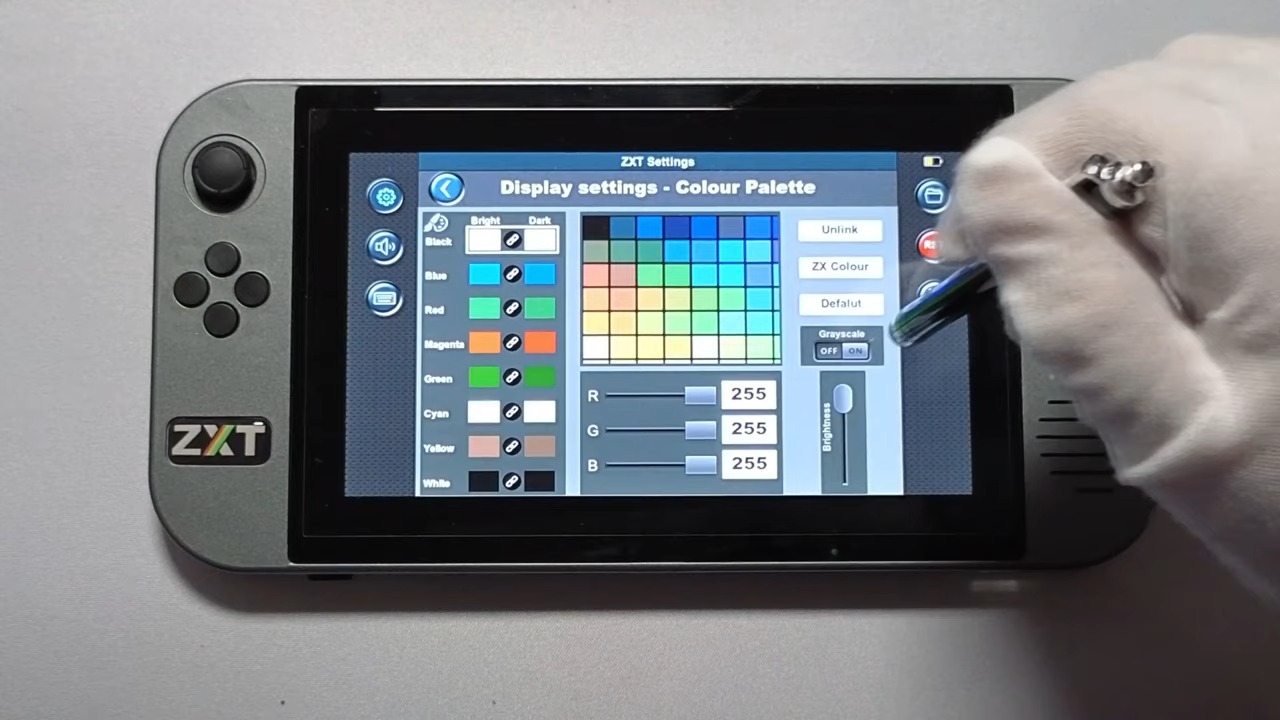 ZXT Settings
Display settings - Colour Palette
Bright Dark
Black
Blue
Red
Magenta
Green
Cyan
Yellow
White
R 255
G 255
B 255
Unlink
ZX Colour
Defalut
Grayscale
OFF ON
Brightness
ZXT